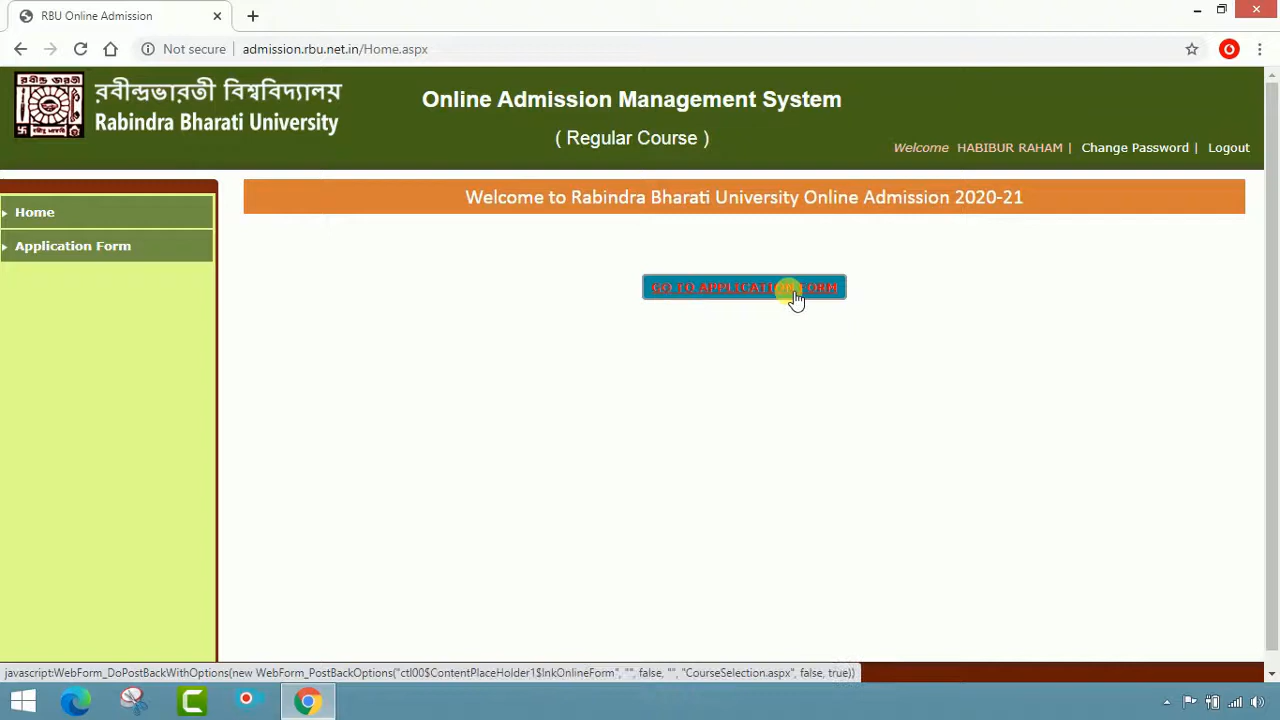 RBU Online Admission
Not secure
admission.rbu.net.in/Home.aspx
রবীন্দ্রভারতী বিশ্ববিদ্যালয়
Rabindra Bharati University
Online Admission Management System
( Regular Course )
Welcome HABIBUR RAHAM | Change Password | Logout
Home
Application Form
Welcome to Rabindra Bharati University Online Admission 2020-21
GO TO APPLICATION FORM
javascript:WebForm_DoPostBackWithOptions(new WebForm_PostBackOptions("ctl00$ContentPlaceHolder1$lnkOnlineForm", "", false, "", "CourseSelection.aspx", false, true))